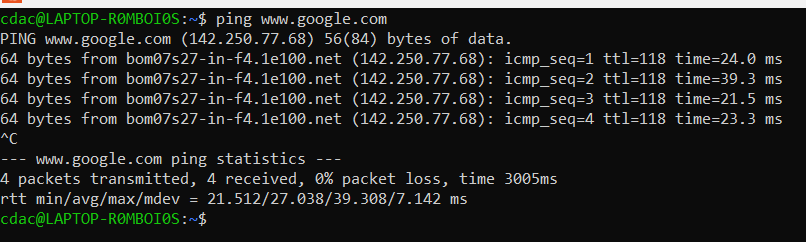 cdac@LAPTOP-R0MBOI0S:~$ ping www.google.com
PING www.google.com (142.250.77.68) 56(84) bytes of data.
64 bytes from bom07s27-in-f4.1e100.net (142.250.77.68): icmp_seq=1 ttl=118 time=24.0 ms
64 bytes from bom07s27-in-f4.1e100.net (142.250.77.68): icmp_seq=2 ttl=118 time=39.3 ms
64 bytes from bom07s27-in-f4.1e100.net (142.250.77.68): icmp_seq=3 ttl=118 time=21.5 ms
64 bytes from bom07s27-in-f4.1e100.net (142.250.77.68): icmp_seq=4 ttl=118 time=23.3 ms
^C
--- www.google.com ping statistics ---
4 packets transmitted, 4 received, 0% packet loss, time 3005ms
rtt min/avg/max/mdev = 21.512/27.038/39.308/7.142 ms
cdac@LAPTOP-R0MBOI0S:~$